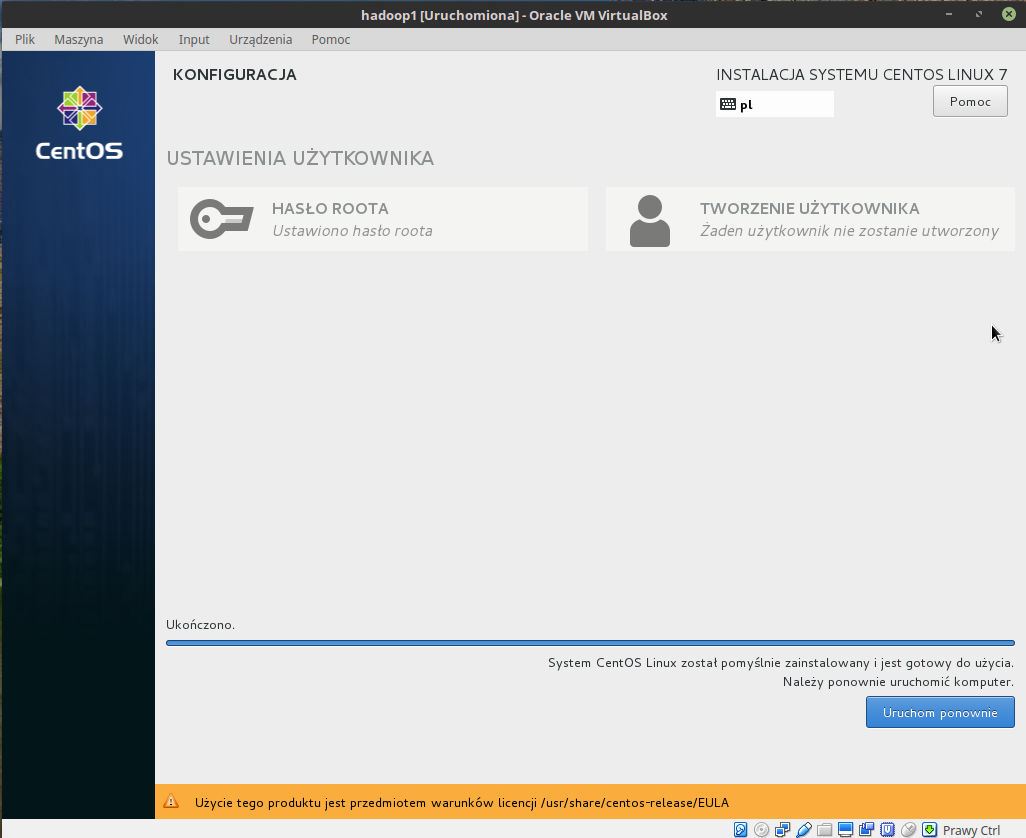 hadoop1 [Uruchomiona] - Oracle VM VirtualBox
Plik Maszyna Widok Input Urządzenia Pomoc
CentOS
KONFIGURACJA
INSTALACJA SYSTEMU CENTOS LINUX 7
pl
Pomoc
USTAWIENIA UŻYTKOWNIKA
HASŁO ROOTA
Ustawiono hasło roota
TWORZENIE UŻYTKOWNIKA
Żaden użytkownik nie zostanie utworzony
Ukończono.
System CentOS Linux został pomyślnie zainstalowany i jest gotowy do użycia.
Należy ponownie uruchomić komputer.
Uruchom ponownie
Użycie tego produktu jest przedmiotem warunków licencji /usr/share/centos-release/EULA
Prawy Ctrl